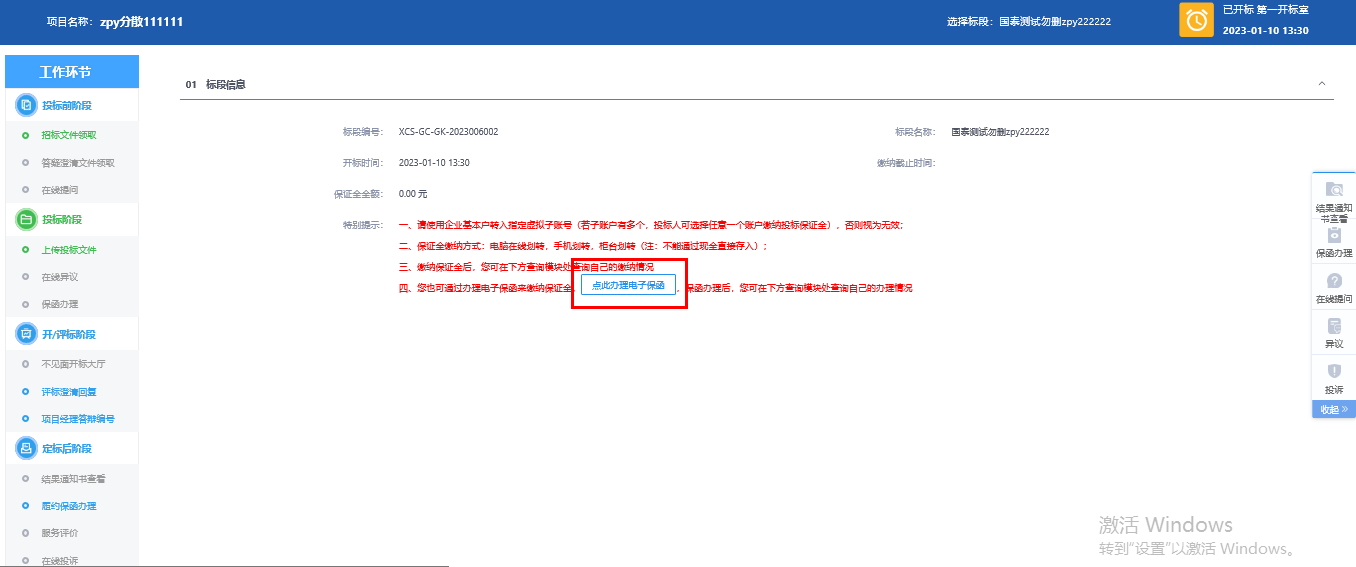 项目名称： zpy分散111111
选择标段： 国泰测试勿删zpy222222
已开标 第一开标室
2023-01-10 13:30
工作环节
投标前阶段
招标文件领取
答疑澄清文件领取
在线提问
投标阶段
上传投标文件
在线异议
保函办理
开/评标阶段
不见面开标大厅
评标澄清回复
项目经理答辩编号
定标后阶段
结果通知书查看
履约保函办理
服务评价
在线投诉
01 标段信息
标段编号： XCS-GC-GK-2023006002
标段名称： 国泰测试勿删zpy222222
开标时间： 2023-01-10 13:30
缴纳截止时间：
保证金金额： 0.00 元
特别提示： 一、请使用企业基本户转入指定虚拟子账号（若子账户有多个，投标人可选择任意一个账户缴纳投标保证金），否则视为无效；
二、保证金缴纳方式：电脑在线划转，手机划转，柜台划转（注：不能通过现金直接存入）；
三、缴纳保证金后，您可在下方查询模块处查询自己的缴纳情况
四、您也可通过办理电子保函来缴纳保证金， 点此办理电子保函 ，保函办理后，您可在下方查询模块处查询自己的办理情况
结果通知
书查看
保函办理
在线提问
异议
投诉
收起 »
激活 Windows
转到"设置"以激活 Windows。